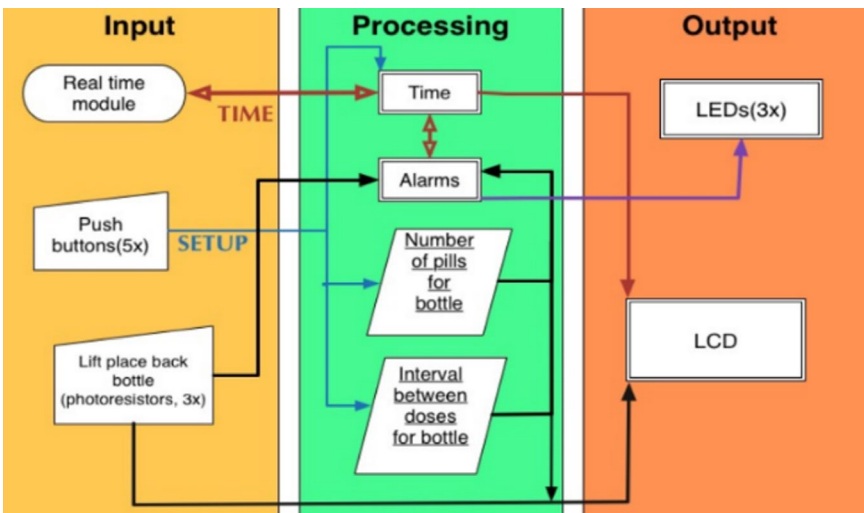 Input
Processing
Output
Real time
module
TIME
Time
LEDs(3x)
Alarms
Push
buttons(5x)
SETUP
Number
of pills
for
bottle
LCD
Lift place back
bottle
(photoresistors, 3x)
Interval
between
doses
for bottle